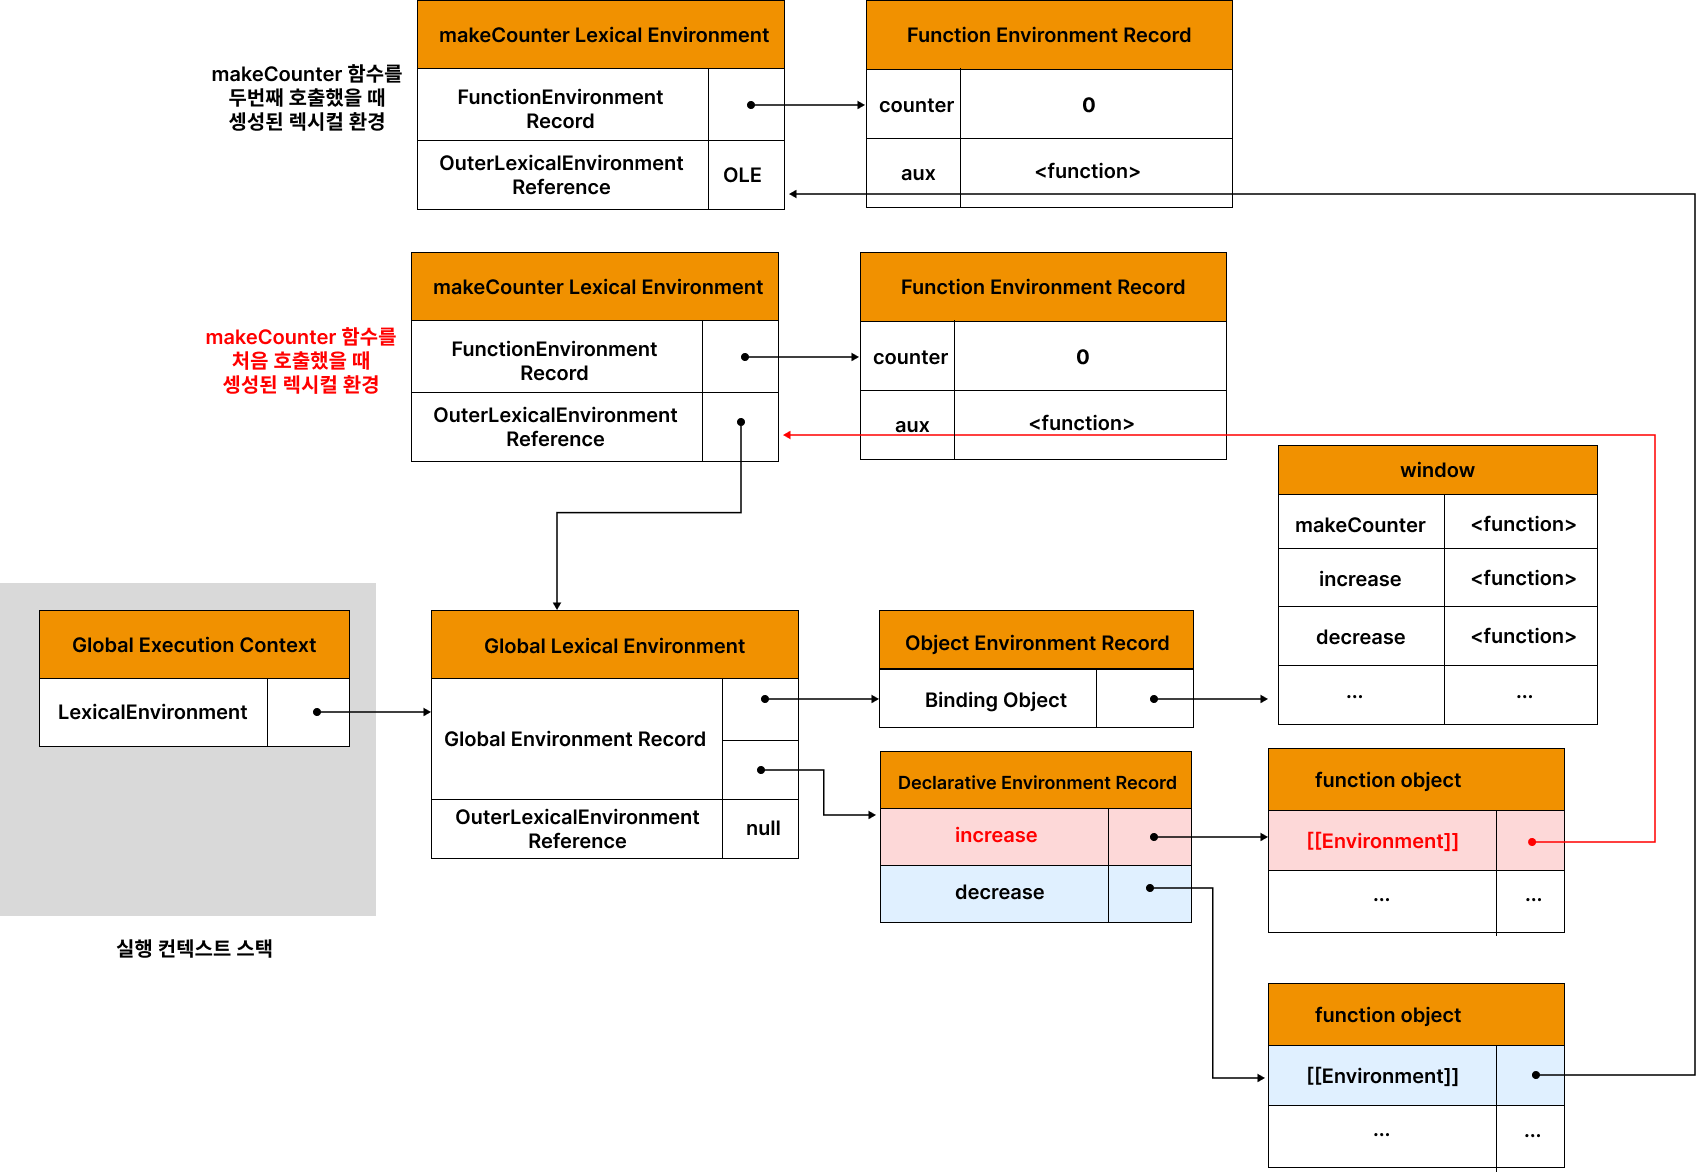 makeCounter Lexical Environment
Function Environment Record
makeCounter 함수를
두번째 호출했을 때
셍성된 렉시컬 환경
FunctionEnvironment
Record
counter
0
OuterLexicalEnvironment
Reference
OLE
aux
<function>
makeCounter Lexical Environment
Function Environment Record
makeCounter 함수를
처음 호출했을 때
셍성된 렉시컬 환경
FunctionEnvironment
Record
counter
0
OuterLexicalEnvironment
Reference
aux
<function>
window
makeCounter
<function>
increase
<function>
decrease
<function>
...
...
Global Execution Context
LexicalEnvironment
Global Lexical Environment
Global Environment Record
OuterLexicalEnvironment
Reference
null
Object Environment Record
Binding Object
Declarative Environment Record
increase
decrease
function object
[[Environment]]
...
...
실행 컨텍스트 스택
function object
[[Environment]]
...
...